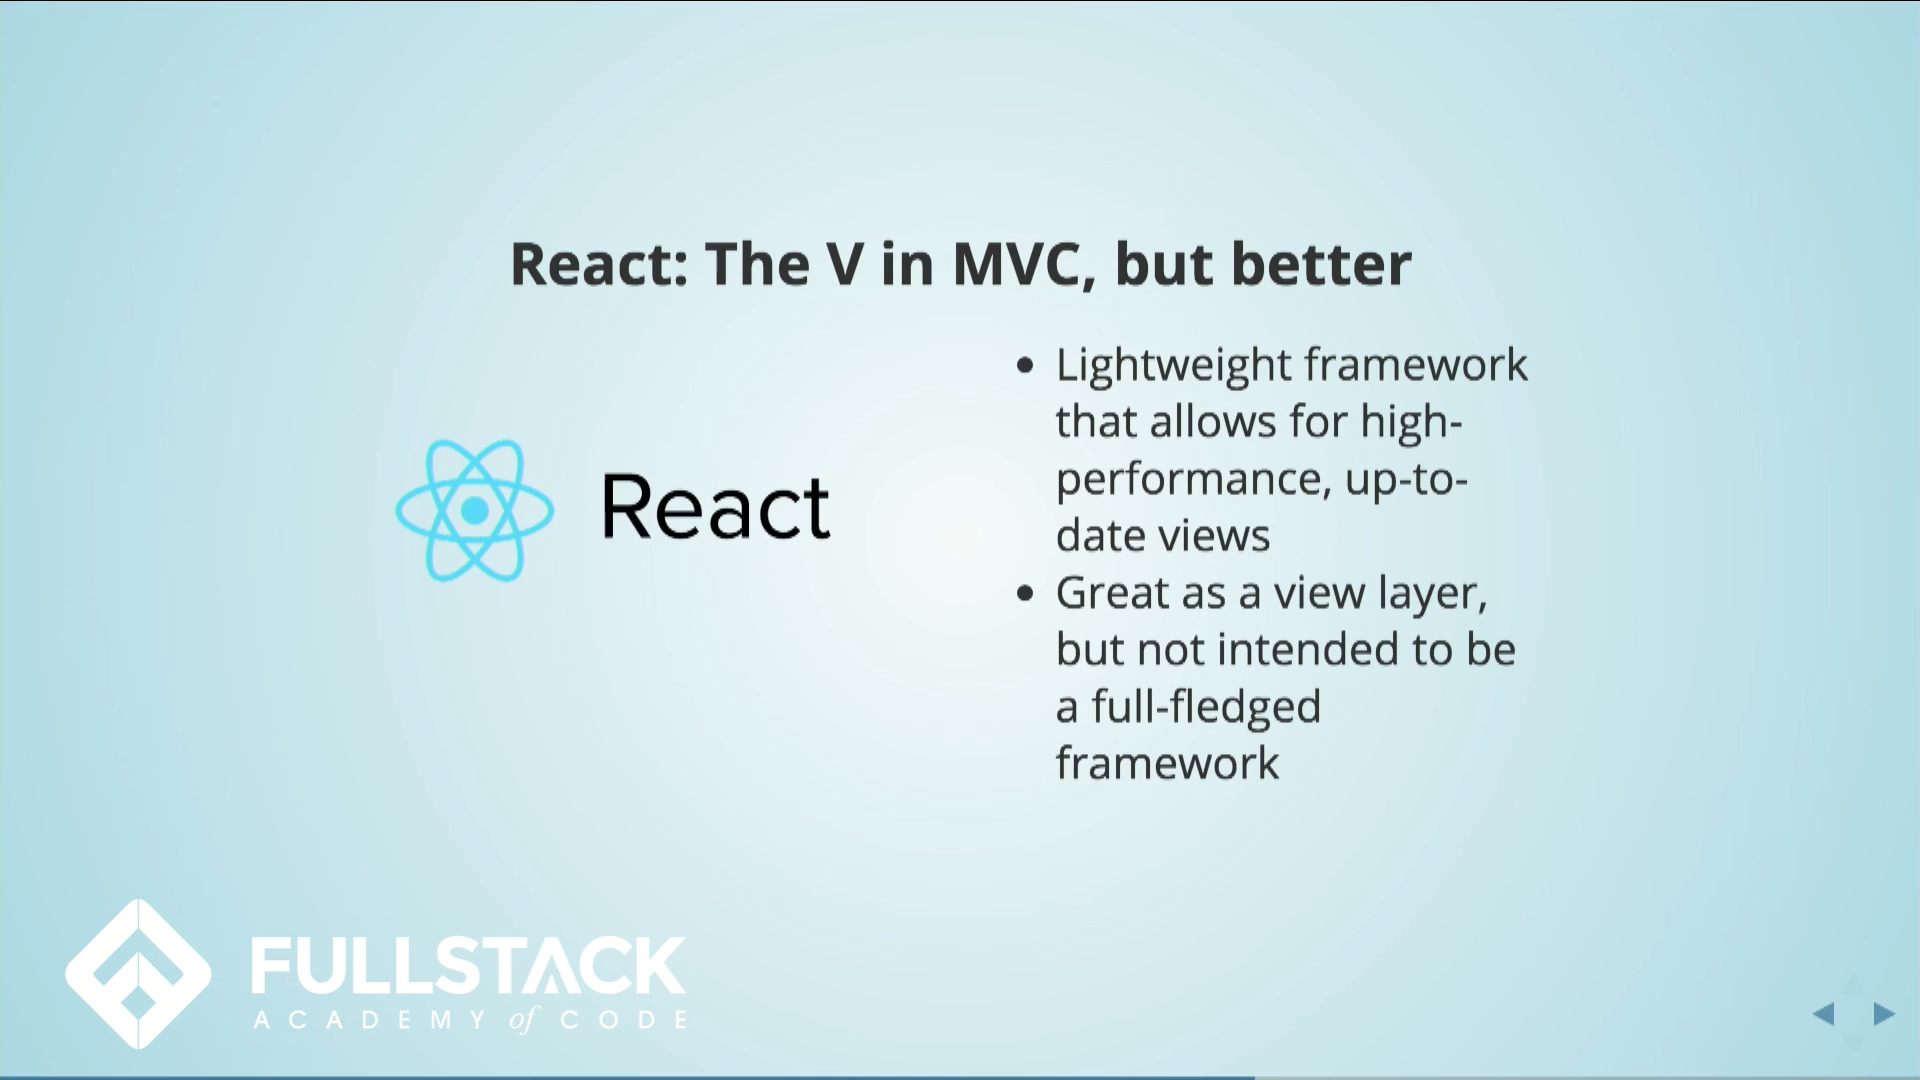 React: The V in MVC, but better
React
• Lightweight framework
that allows for high-
performance, up-to-
date views
• Great as a view layer,
but not intended to be
a full-fledged
framework
FULLSTACK
ACADEMY of CODE